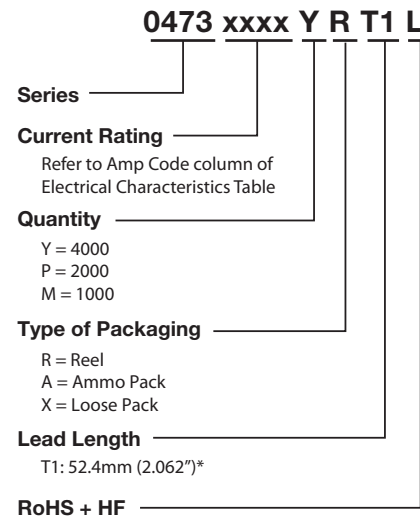 0473 xxxx Y R T1 L
Series
Current Rating
Refer to Amp Code column of
Electrical Characteristics Table
Quantity
Y = 4000
P = 2000
M = 1000
Type of Packaging
R = Reel
A = Ammo Pack
X = Loose Pack
Lead Length
T1: 52.4mm (2.062″)*
RoHS + HF